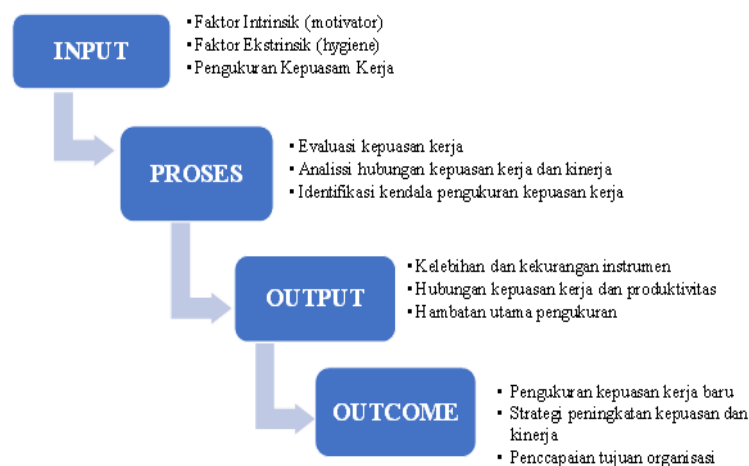 INPUT
▪ Faktor Intrinsik (motivator)
▪ Faktor Ekstrinsik (hygiene)
▪ Pengukuran Kepuasam Kerja
PROSES
▪ Evaluasi kepuasan kerja
▪ Analissi hubungan kepuasan kerja dan kinerja
▪ Identifikasi kendala pengukuran kepuasan kerja
OUTPUT
▪ Kelebihan dan kekurangan instrumen
▪ Hubungan kepuasan kerja dan produktivitas
▪ Hambatan utama pengukuran
OUTCOME
▪ Pengukuran kepuasan kerja baru
▪ Strategi peningkatan kepuasan dan
kinerja
▪ Penccapaian tujuan organisasi